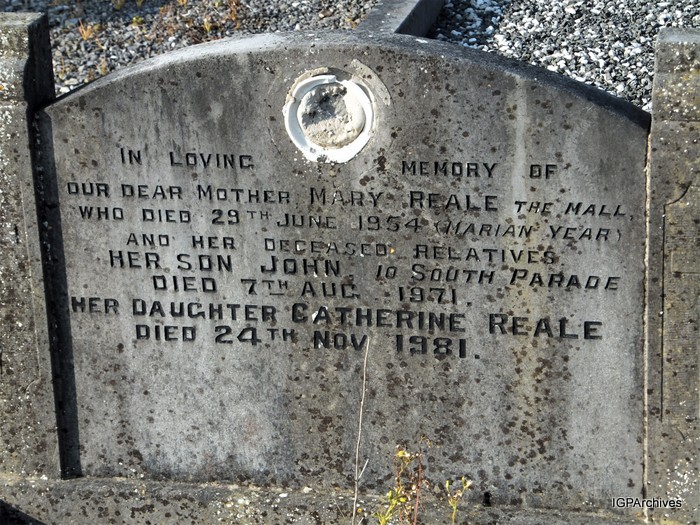 IN LOVING MEMORY OF
OUR DEAR MOTHER MARY REALE THE MALL,
WHO DIED 29TH JUNE 1954 (MARIAN YEAR)
AND HER DECEASED RELATIVES
HER SON JOHN 10 SOUTH PARADE
DIED 7TH AUG 1971.
HER DAUGHTER CATHERINE REALE
DIED 24TH NOV 1981.
IGPArchives